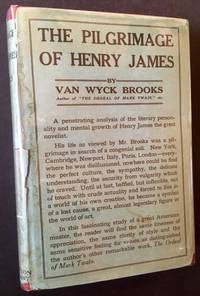 THE PILGRIMAGE
OF HENRY JAMES
BY
VAN WYCK BROOKS
Author of "THE ORDEAL OF MARK TWAIN," etc.
A penetrating analysis of the literary person-
ality and mental growth of Henry James the great
novelist.
His life as viewed by Mr. Brooks was a pil-
grimage in search of a congenial soil. New York,
Cambridge, Newport, Italy, Paris, London—every-
where he was disillusioned, nowhere could he find
the perfect culture, the sympathy, the delicate
understanding, the security from vulgarity which
he craved. Until at last, baffled, but inflexible, out
of touch with crude actuality and forced to live in
a world of his own creation, he became a symbol
of a lost cause, a great, almost legendary figure in
the world of art.
In this fascinating study of a great American
master, the reader will find the same fineness of
appreciation, the same clarity of style and the
same sensitive feeling for values as distinguished
the author's other remarkable work, The Ordeal
of Mark Twain.